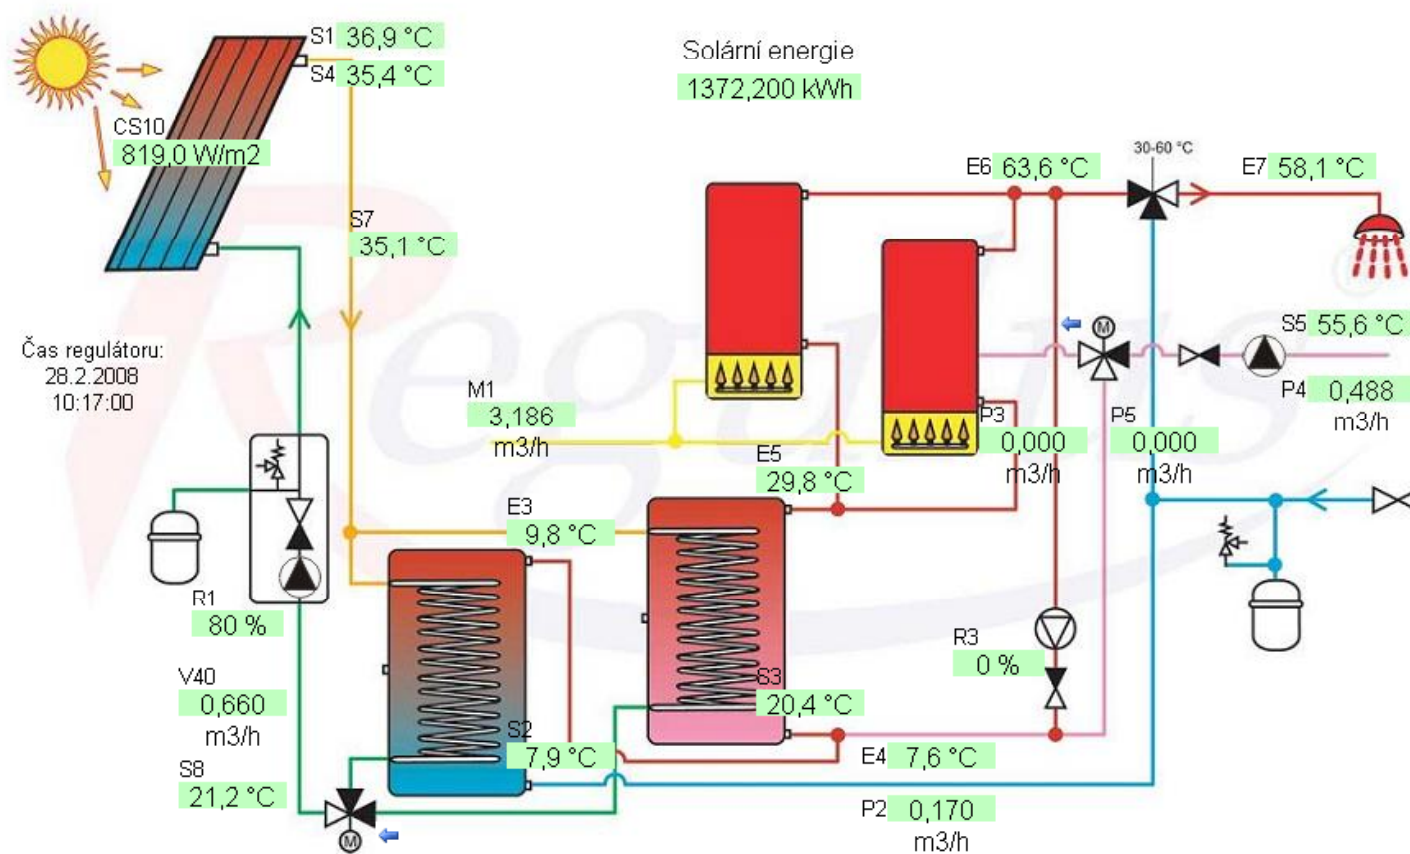 S1 36,9 °C
S4 35,4 °C
Solární energie
1372,200 kWh
CS10
819,0 W/m2
30-60 °C
E6 63,6 °C
E7 58,1 °C
S7
35,1 °C
Čas regulátoru:
28.2.2008
10:17:00
M
S5 55,6 °C
M1
3,186
m3/h
P3
0,000
m3/h
P5
0,000
m3/h
P4 0,488
m3/h
E5
29,8 °C
E3
9,8 °C
R1
80 %
R3
0 %
V40
0,660
m3/h
S3
20,4 °C
S2
7,9 °C
E4 7,6 °C
S8
21,2 °C
P2 0,170
m3/h
M
Regulus